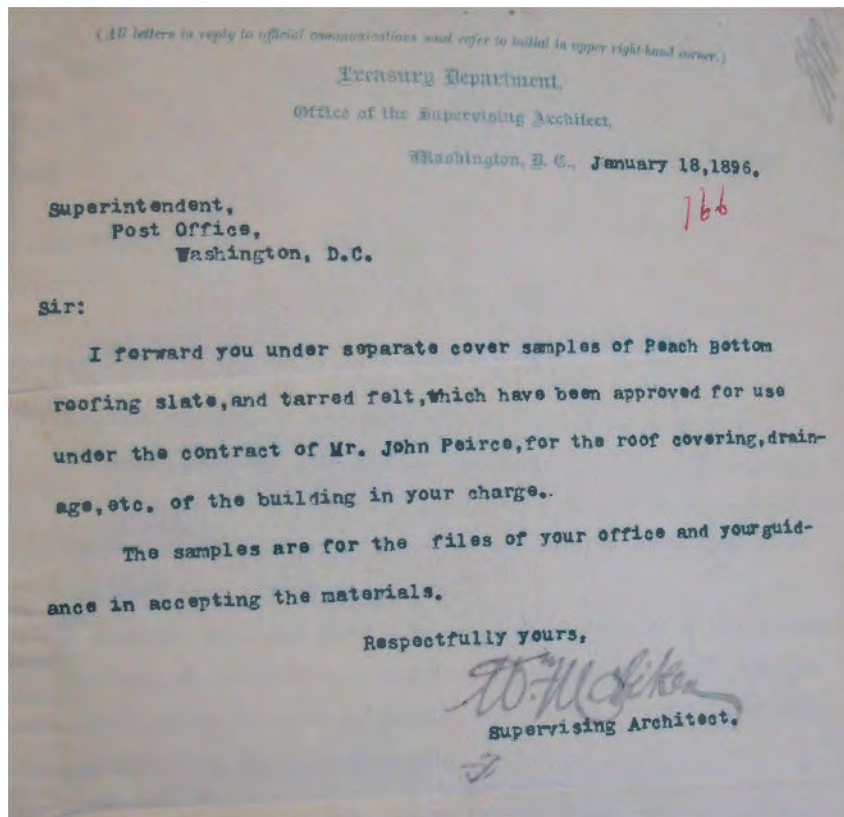 (All letters in reply to official communications must refer to initial in upper right-hand corner.)
Treasury Department,
Office of the Supervising Architect,
Washington, D. C., January 18,1896.
166
Superintendent,
Post Office,
Washington, D.C.
Sir:
I forward you under separate cover samples of Peach Bottom
roofing slate,and tarred felt,which have been approved for use
under the contract of Mr. John Peirce,for the roof covering,drain-
age,etc. of the building in your charge..
The samples are for the files of your office and yourguid-
ance in accepting the materials.
Respectfully yours,
Wm Martin Aiken
Supervising Architect.